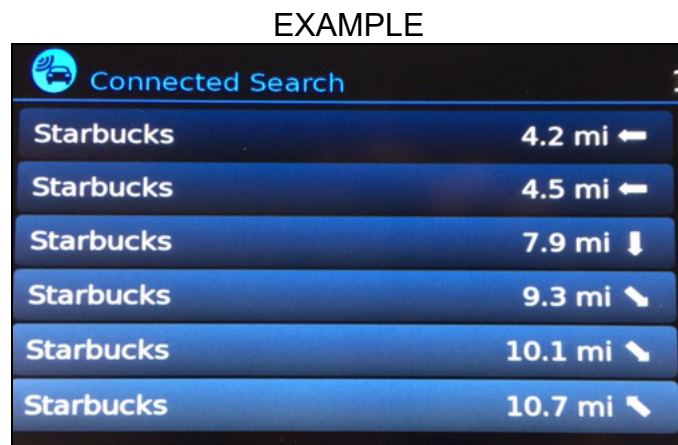 EXAMPLE
Connected Search
Starbucks 4.2 mi
Starbucks 4.5 mi
Starbucks 7.9 mi
Starbucks 9.3 mi
Starbucks 10.1 mi
Starbucks 10.7 mi